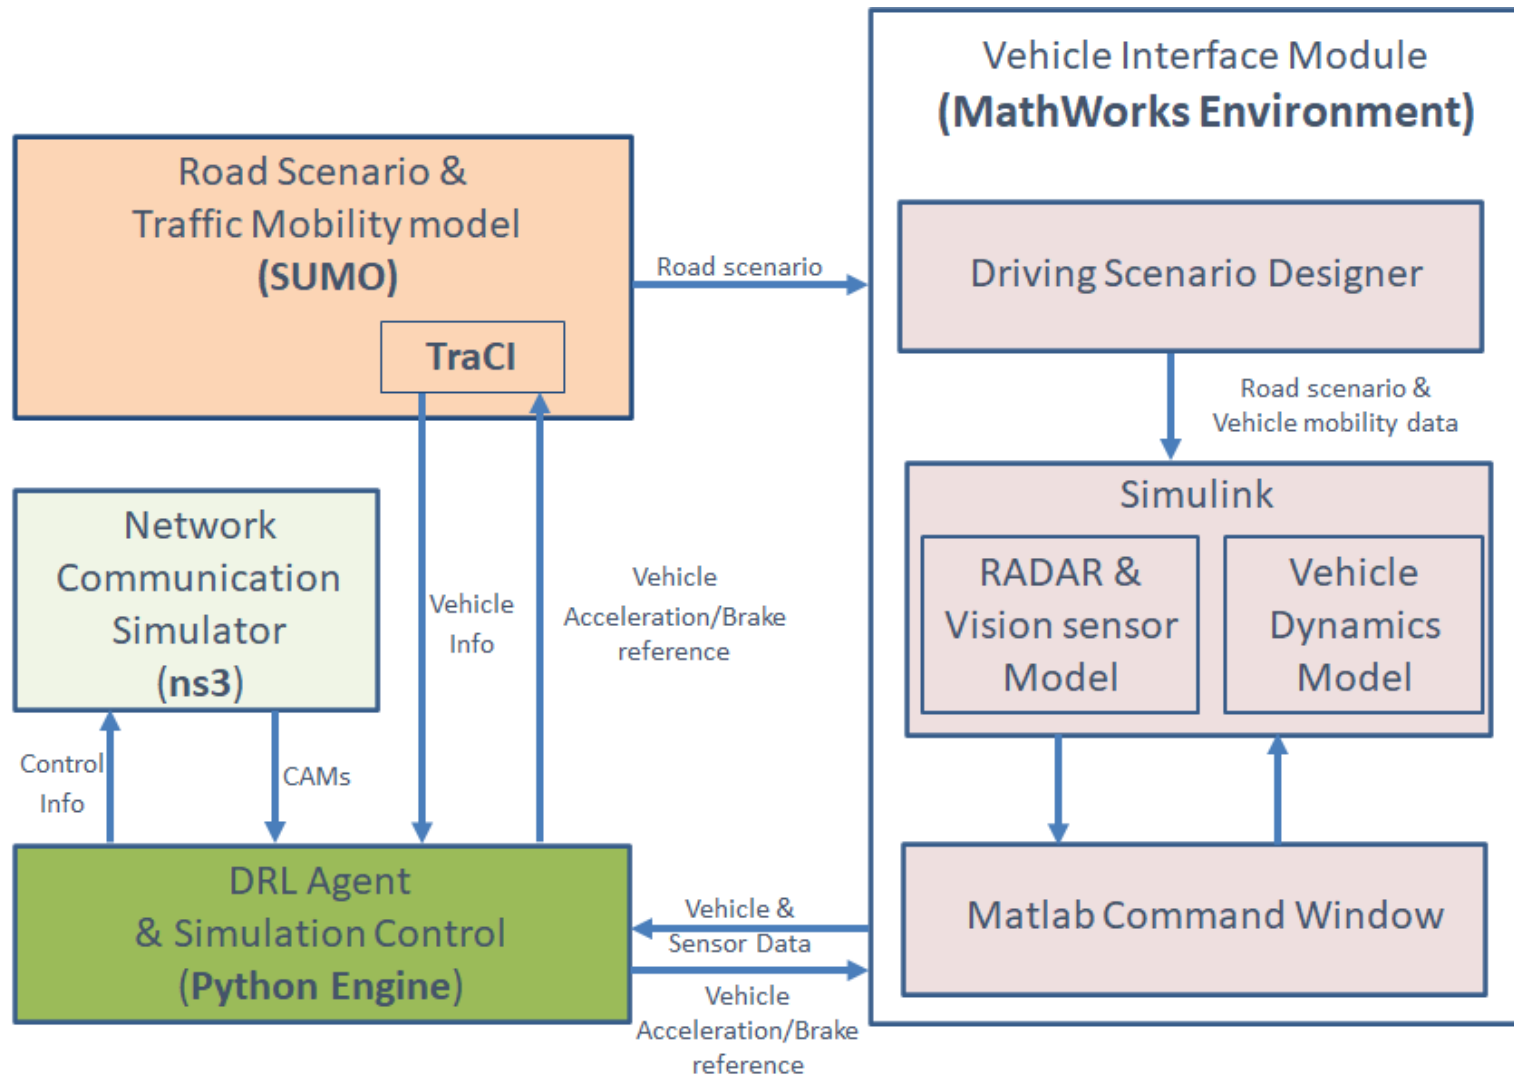 Vehicle Interface Module
(MathWorks Environment)
Road Scenario &
Traffic Mobility model
(SUMO)
TraCI
Road scenario
Driving Scenario Designer
Road scenario &
Vehicle mobility data
Simulink
RADAR &
Vision sensor
Model
Vehicle
Dynamics
Model
Network
Communication
Simulator
(ns3)
Vehicle
Info
Vehicle
Acceleration/Brake
reference
Control
Info
CAMs
DRL Agent
& Simulation Control
(Python Engine)
Vehicle &
Sensor Data
Vehicle
Acceleration/Brake
reference
Matlab Command Window